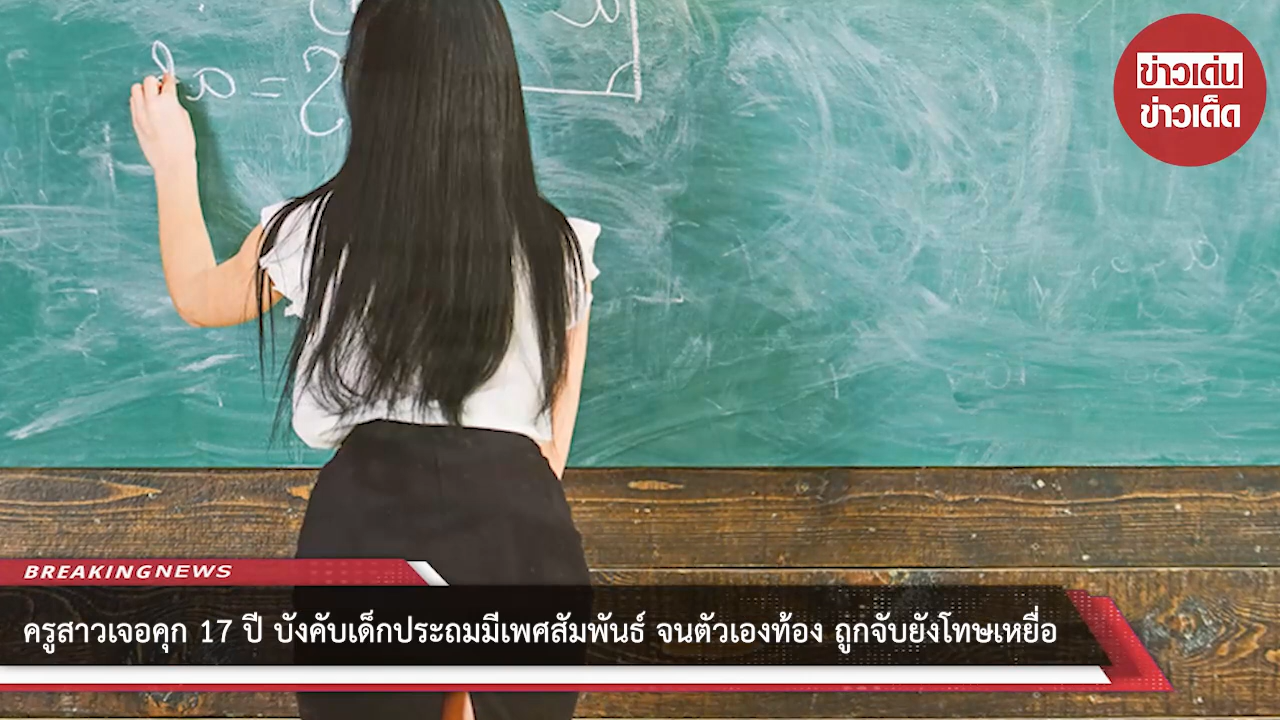 ข่าวเด่น
ข่าวเด็ด
BREAKINGNEWS
ครูสาวเจอคุก 17 ปี บังคับเด็กประถมมีเพศสัมพันธ์ จนตัวเองท้อง ถูกจับยังโทษเหยื่อ